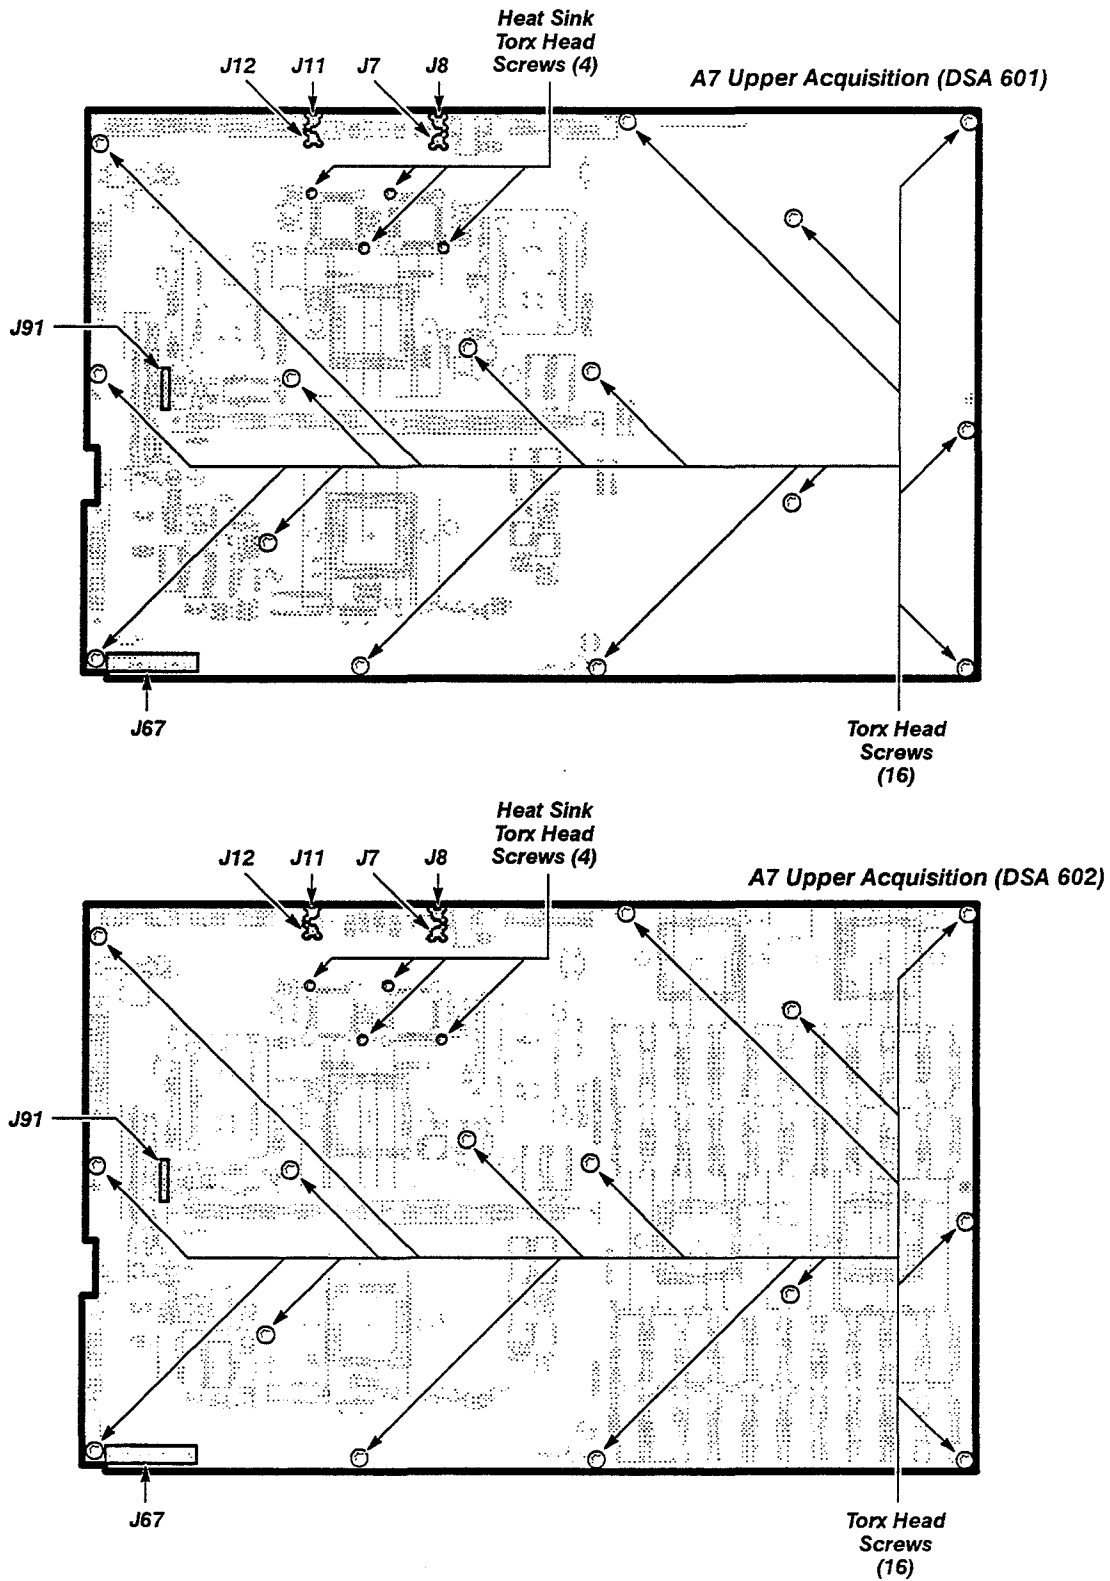 Heat Sink
Torx Head
Screws (4)
J12 J11 J7 J8
A7 Upper Acquisition (DSA 601)
J91
J67
Torx Head
Screws
(16)
Heat Sink
Torx Head
Screws (4)
J12 J11 J7 J8
A7 Upper Acquisition (DSA 602)
J91
J67
Torx Head
Screws
(16)